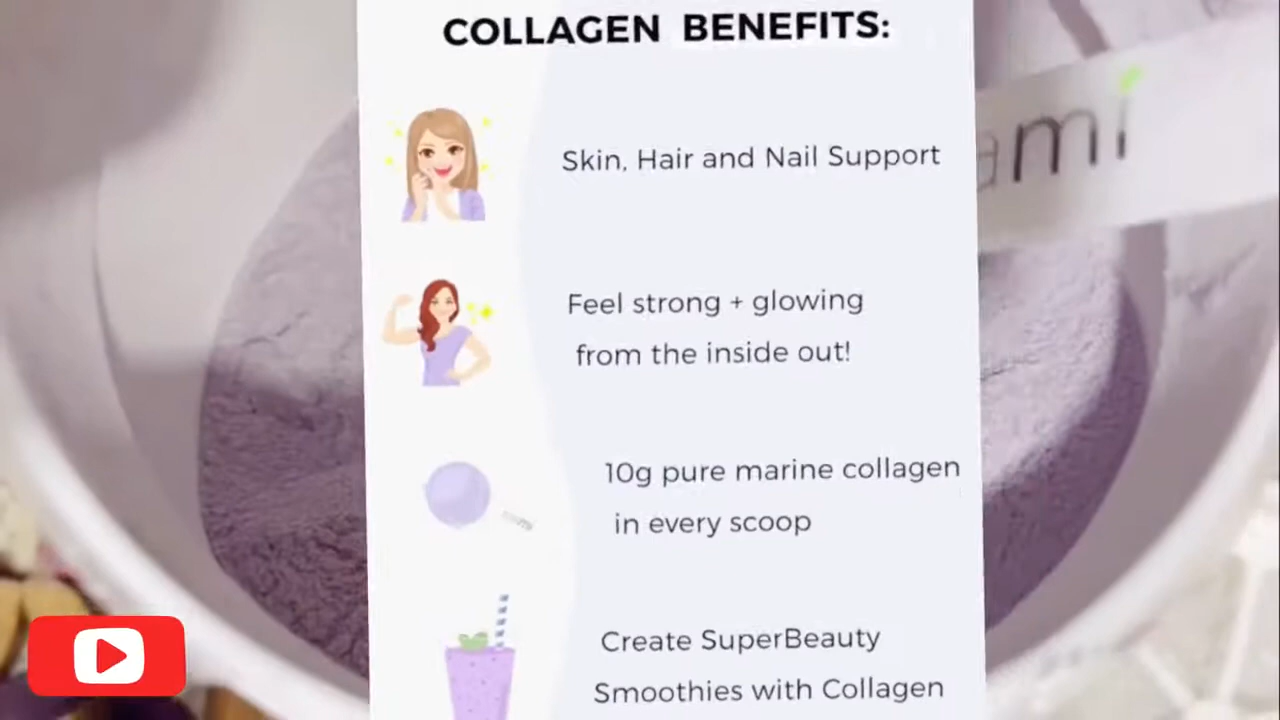 COLLAGEN BENEFITS:
Skin, Hair and Nail Support
Feel strong + glowing
from the inside out!
10g pure marine collagen
in every scoop
Create SuperBeauty
Smoothies with Collagen
ami